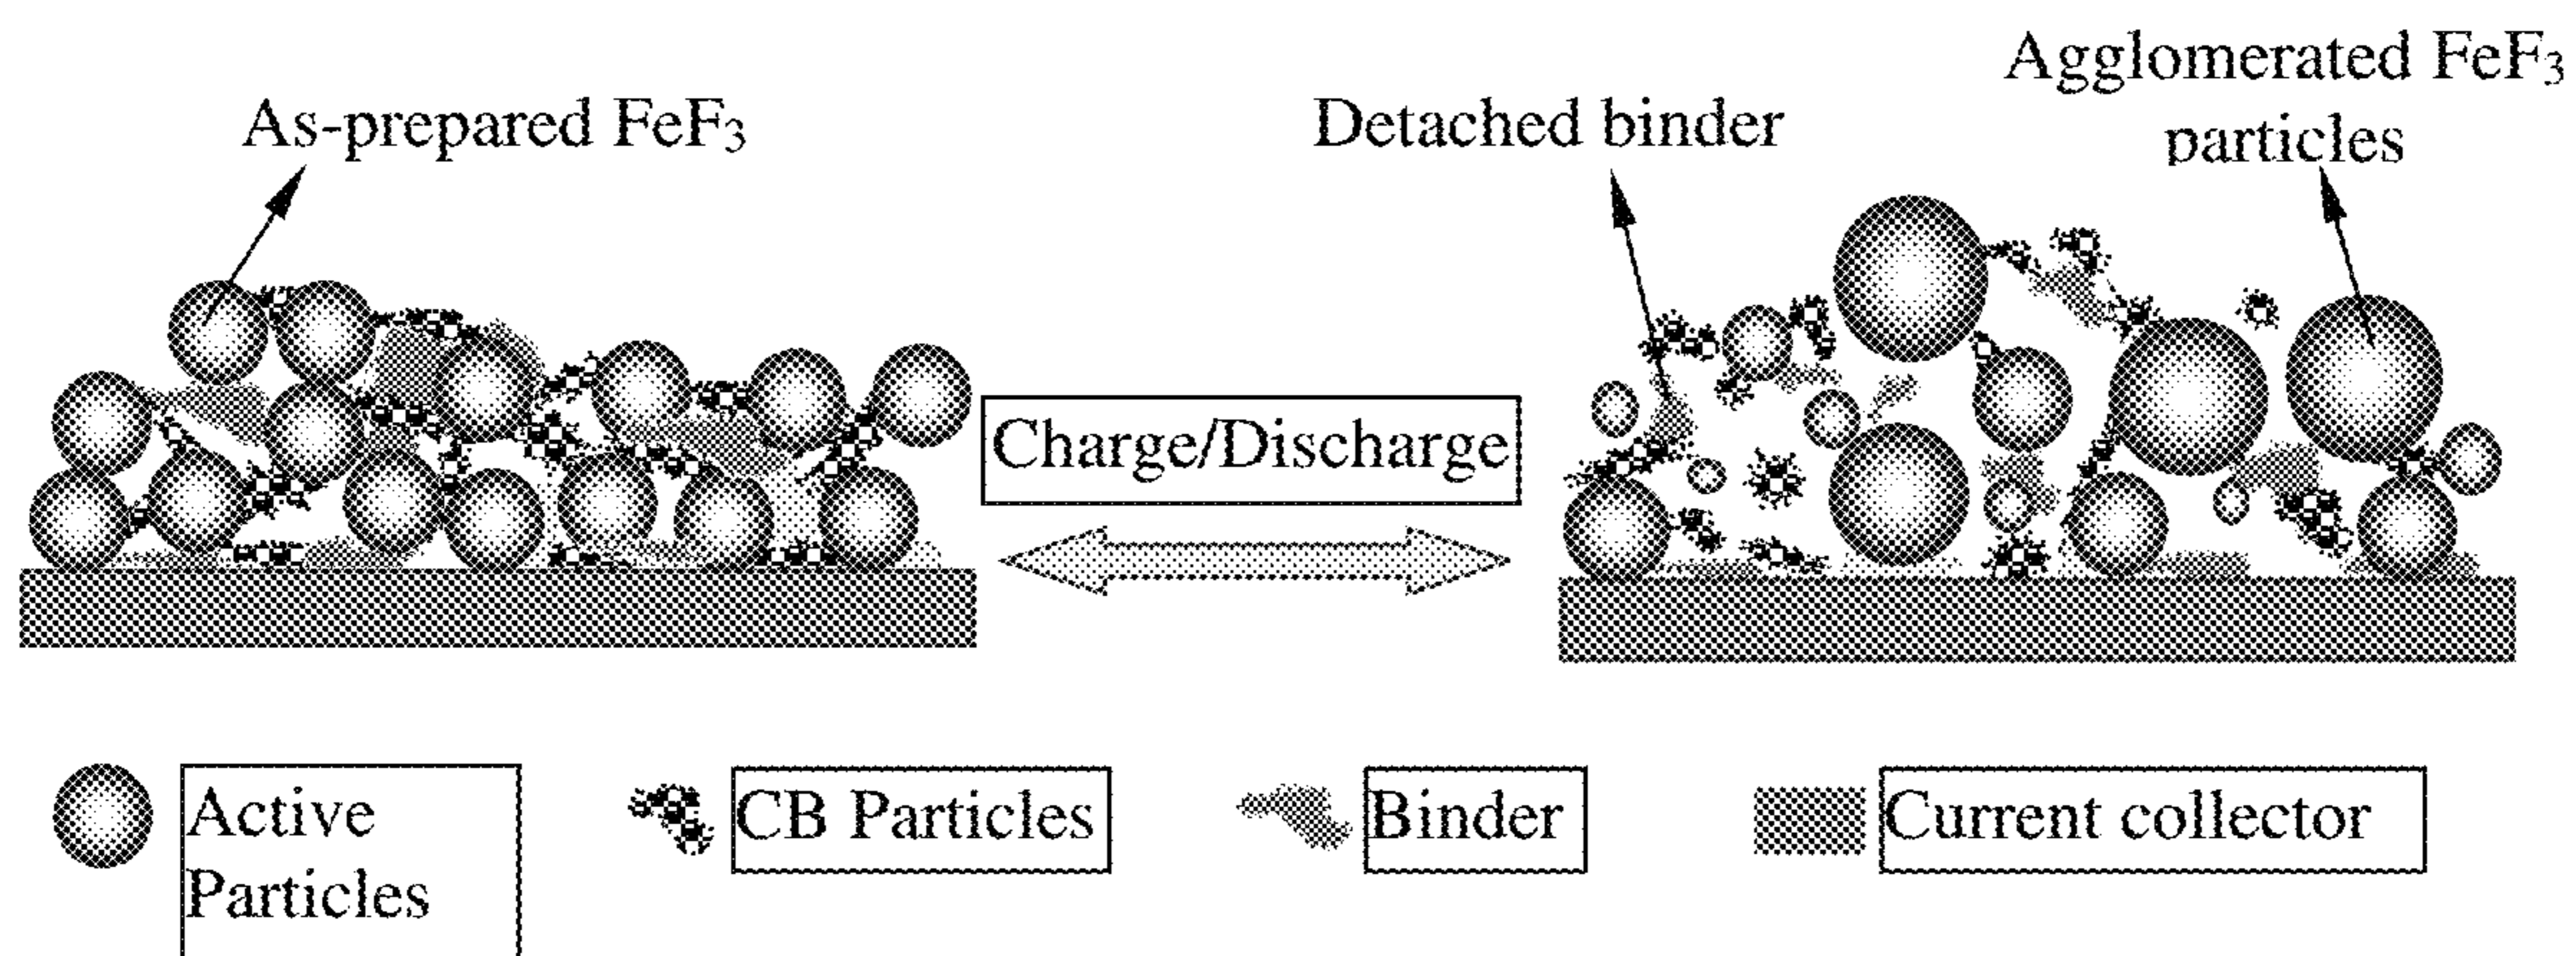 As-prepared FeF₃
Detached binder
Agglomerated FeF₃
particles
Charge/Discharge
Active
Particles
CB Particles
Binder
Current collector